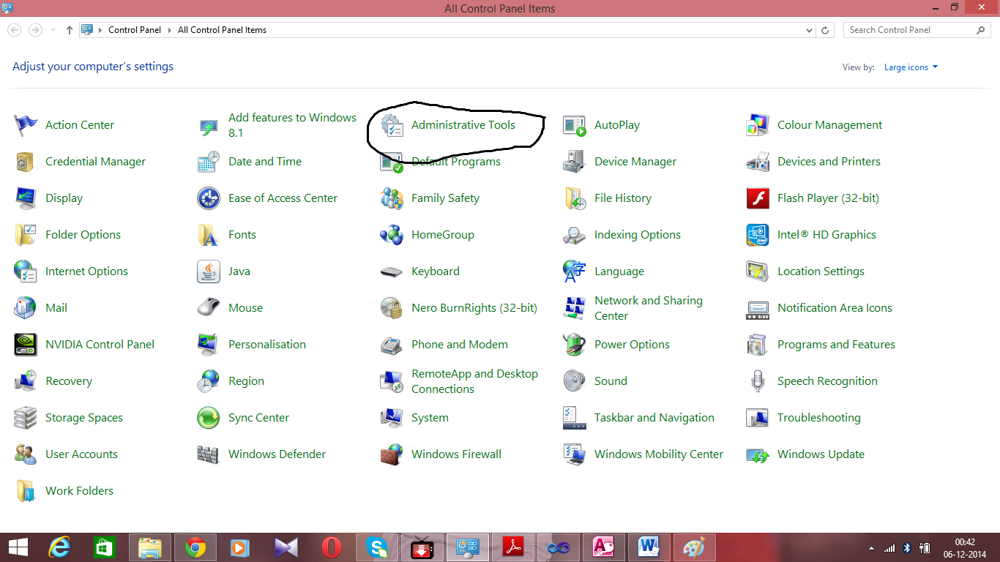 All Control Panel Items
Control Panel All Control Panel Items
Search Control Panel
Adjust your computer's settings
View by: Large icons
Action Center
Add features to Windows
8.1
Administrative Tools
AutoPlay
Colour Management
Credential Manager
Date and Time
Default Programs
Device Manager
Devices and Printers
Display
Ease of Access Center
Family Safety
File History
Flash Player (32-bit)
Folder Options
Fonts
HomeGroup
Indexing Options
Intel® HD Graphics
Internet Options
Java
Keyboard
Language
Location Settings
Mail
Mouse
Nero BurnRights (32-bit)
Network and Sharing
Center
Notification Area Icons
NVIDIA Control Panel
Personalisation
Phone and Modem
Power Options
Programs and Features
Recovery
Region
RemoteApp and Desktop
Connections
Sound
Speech Recognition
Storage Spaces
Sync Center
System
Taskbar and Navigation
Troubleshooting
User Accounts
Windows Defender
Windows Firewall
Windows Mobility Center
Windows Update
Work Folders
00:42
06-12-2014